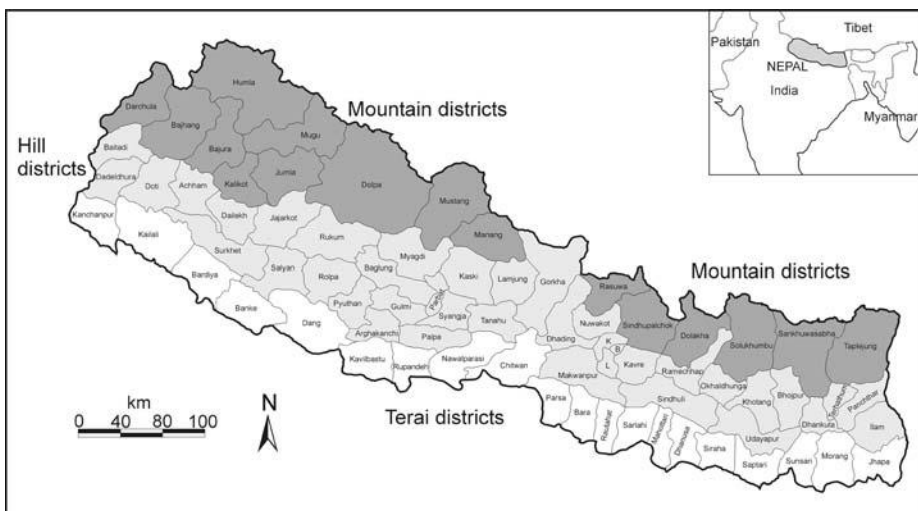 Pakistan
Tibet
NEPAL
India
Myanmar
Mountain districts
Hill
districts
Humla
Darchula
Bajhang
Mugu
Bajura
Baitadi
Dadeldhura
Doti
Achham
Kalikot
Jumla
Dolpa
Mustang
Manang
Kanchanpur
Kailali
Dailekh
Jajarkot
Rukum
Surkhet
Bardiya
Salyan
Rolpa
Banke
Dang
Pyuthan
Baglung
Myagdi
Kaski
Lamjung
Gorkha
Gulmi
Parbat
Syangja
Tanahu
Arghakanchi
Palpa
Kavilbastu
Rupandeh
Nawalparasi
Chitwan
Dhading
Mountain districts
Rasuwa
Nuwakot
Sindhupalchok
Dolakha
Solukhumbu
Sankhuwasabha
Taplejung
K
B
L
Kavre
Ramechhap
Makwanpur
Sindhuli
Okhaldhunga
Khotang
Bhojpur
Terhathum
Panchthar
Dhankuta
Ilam
Udayapur
Parsa
Bara
Rautahat
Sarlahi
Mahottari
Dhanusa
Siraha
Saptari
Sunsari
Morang
Jhapa
Terai districts
km
0 40 60 80 100
N